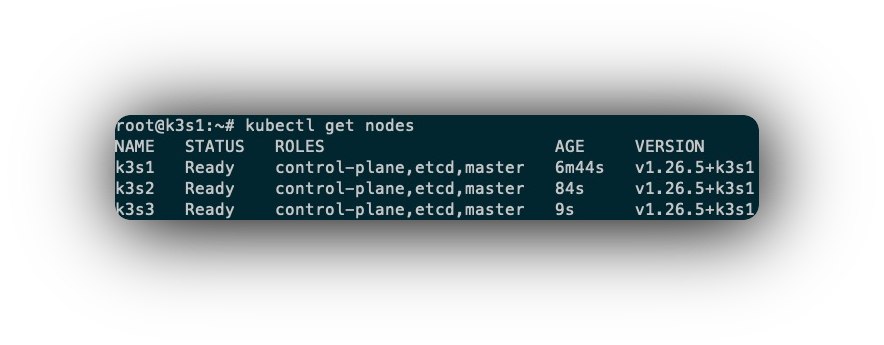 root@k3s1:~# kubectl get nodes
NAME   STATUS   ROLES                       AGE     VERSION
k3s1   Ready    control-plane,etcd,master   6m44s   v1.26.5+k3s1
k3s2   Ready    control-plane,etcd,master   84s     v1.26.5+k3s1
k3s3   Ready    control-plane,etcd,master   9s      v1.26.5+k3s1